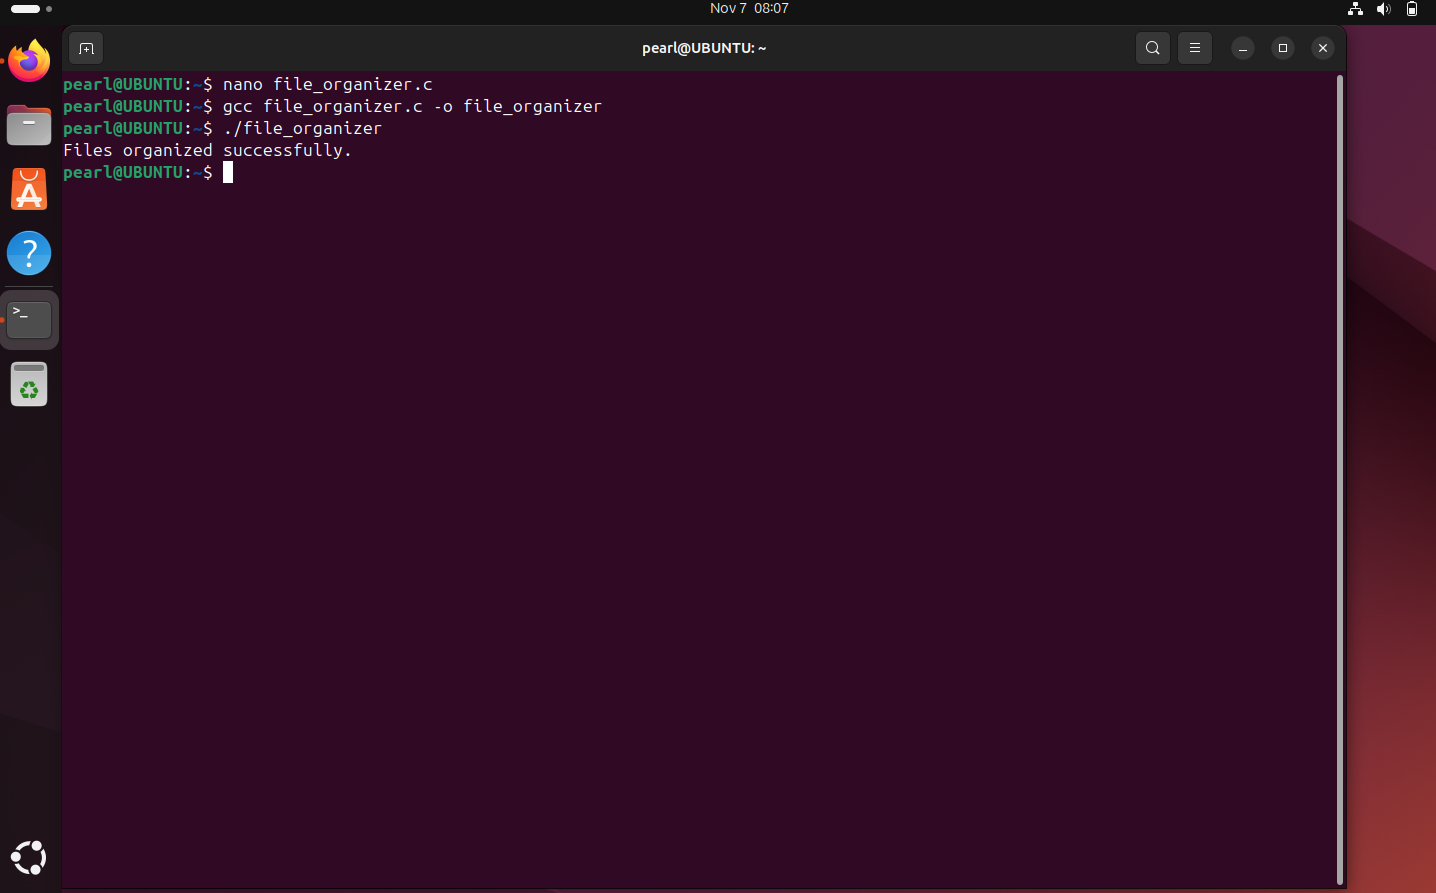 Nov 7 08:07
pearl@UBUNTU: ~
pearl@UBUNTU:~$ nano file_organizer.c
pearl@UBUNTU:~$ gcc file_organizer.c -o file_organizer
pearl@UBUNTU:~$ ./file_organizer
Files organized successfully.
pearl@UBUNTU:~$